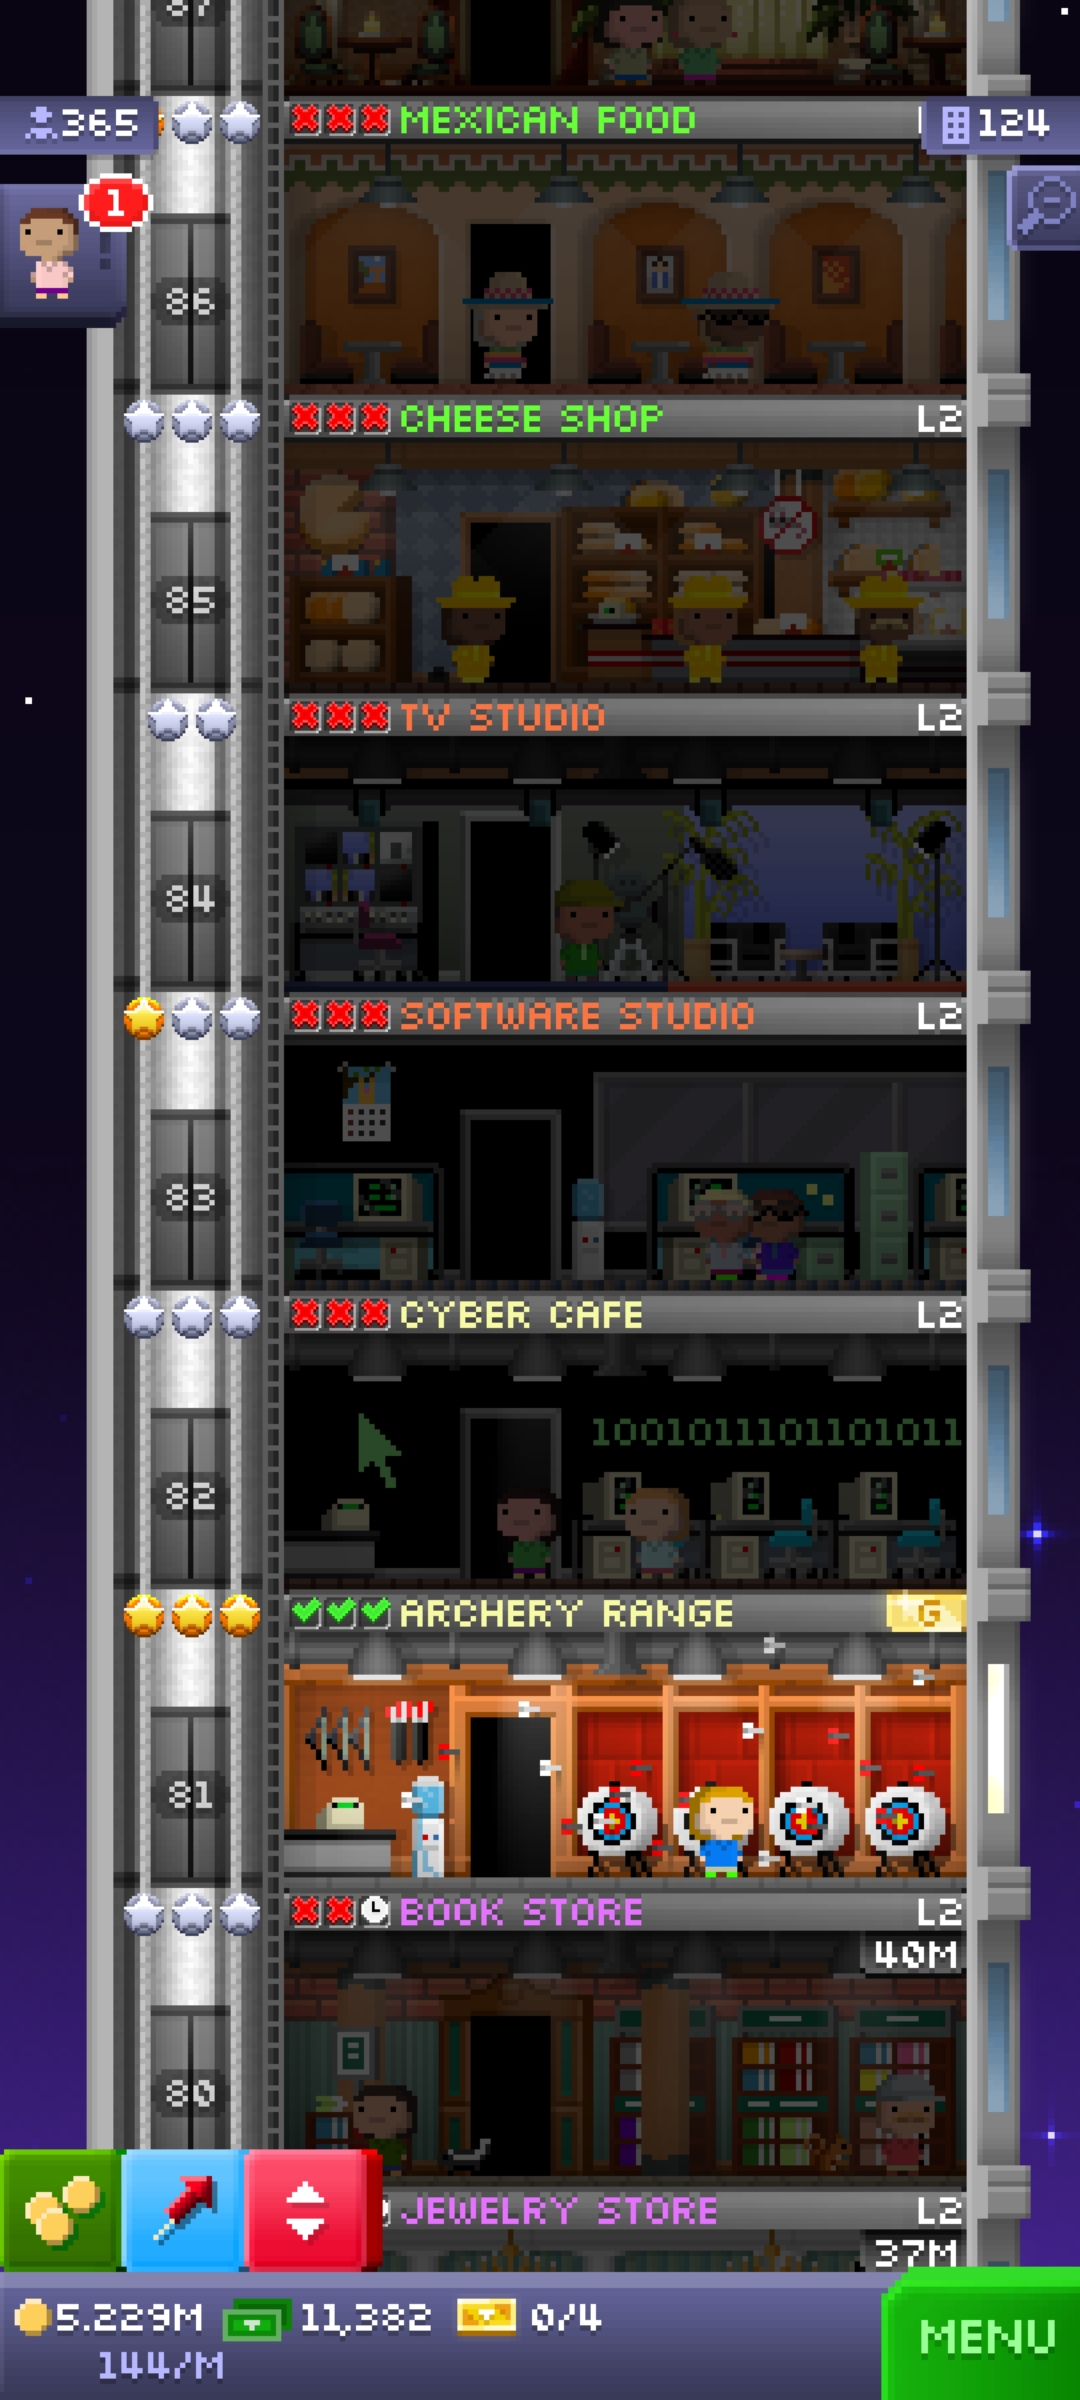 87
365
MEXICAN FOOD
124
1
86
CHEESE SHOP L2
85
TV STUDIO L2
84
SOFTWARE STUDIO L2
83
CYBER CAFE L2
1001011101101011
82
ARCHERY RANGE G
81
BOOK STORE L2
40M
80
JEWELRY STORE L2
37M
5.229M 11,382 0/4
144/M
MENU